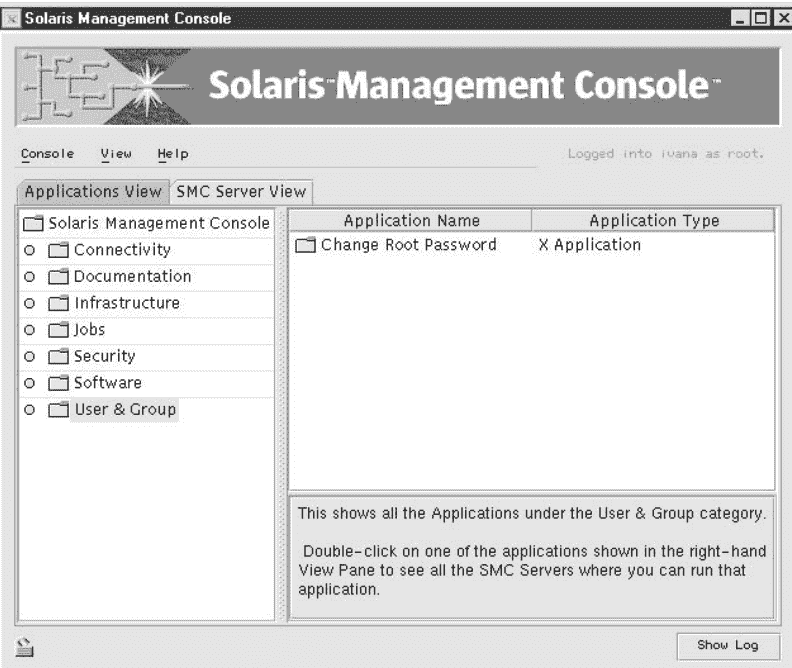 Solaris Management Console
Solaris™Management Console™
Console View Help
Logged into ivana as root.
Applications View SMC Server View
Solaris Management Console
Connectivity
Documentation
Infrastructure
Jobs
Security
Software
User & Group
Application Name Application Type
Change Root Password X Application
This shows all the Applications under the User & Group category.
Double-click on one of the applications shown in the right-hand
View Pane to see all the SMC Servers where you can run that
application.
Show Log